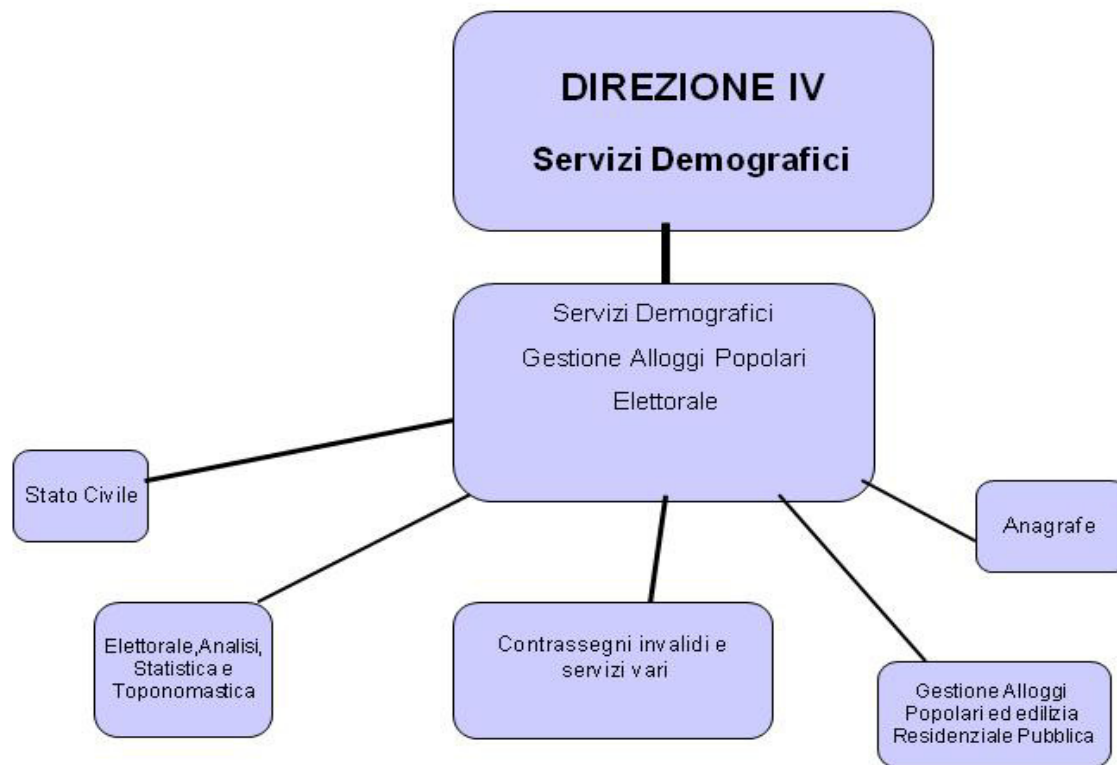 DIREZIONE IV
Servizi Demografici
Servizi Demografici
Gestione Alloggi Popolari
Elettorale
Stato Civile
Anagrafe
Elettorale,Analisi,
Statistica e
Toponomastica
Contrassegni invalidi e
servizi vari
Gestione Alloggi
Popolari ed edilizia
Residenziale Pubblica